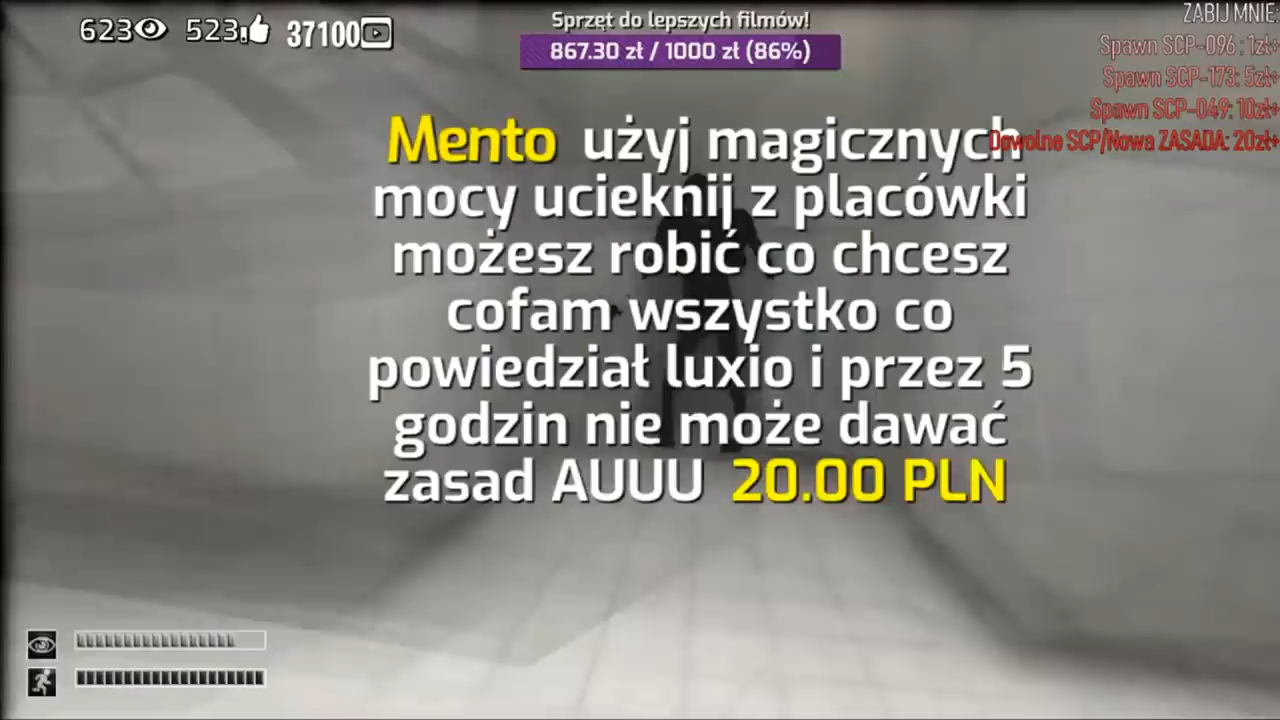 623 523 37100
Sprzęt do lepszych filmów!
867.30 zł / 1000 zł (86%)
ZABIJ MNIE:
Spawn SCP-096 : 1zł+
Spawn SCP-173: 5zł+
Spawn SCP-049: 10zł+
Dowolne SCP/Nowa ZASADA: 20zł+
Mento użyj magicznych
mocy ucieknij z placówki
możesz robić co chcesz
cofam wszystko co
powiedział luxio i przez 5
godzin nie może dawać
zasad AUUU 20.00 PLN